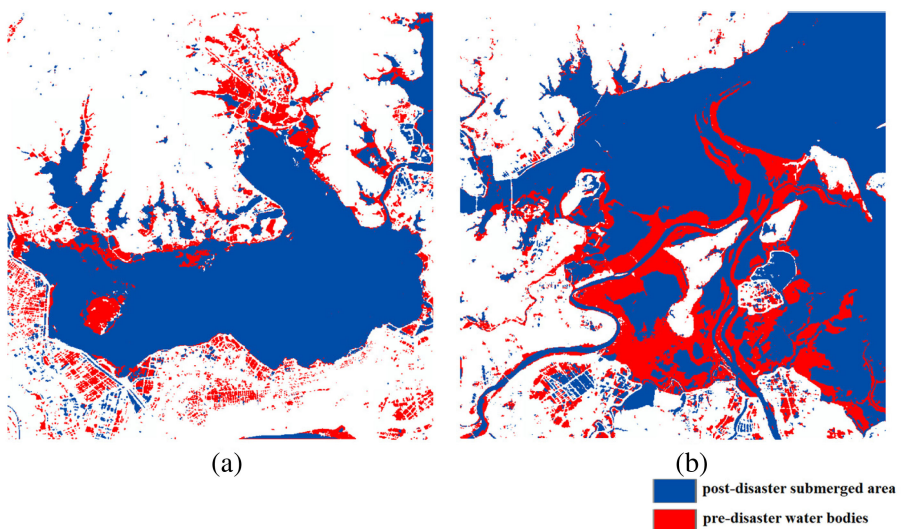 (a)
(b)
post-disaster submerged area
pre-disaster water bodies